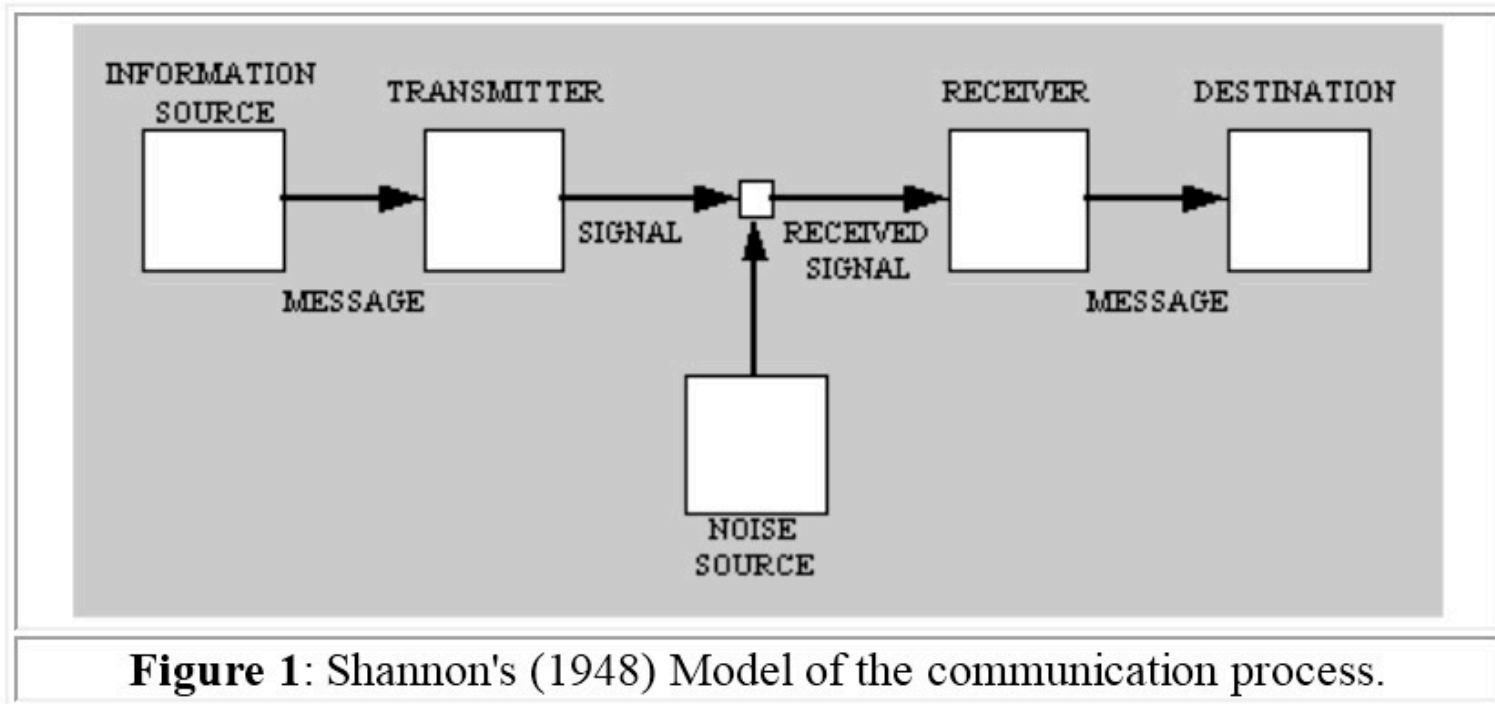 INFORMATION
SOURCE
TRANSMITTER
RECEIVER
DESTINATION
SIGNAL
RECEIVED
SIGNAL
MESSAGE
MESSAGE
NOISE
SOURCE
Figure 1: Shannon's (1948) Model of the communication process.